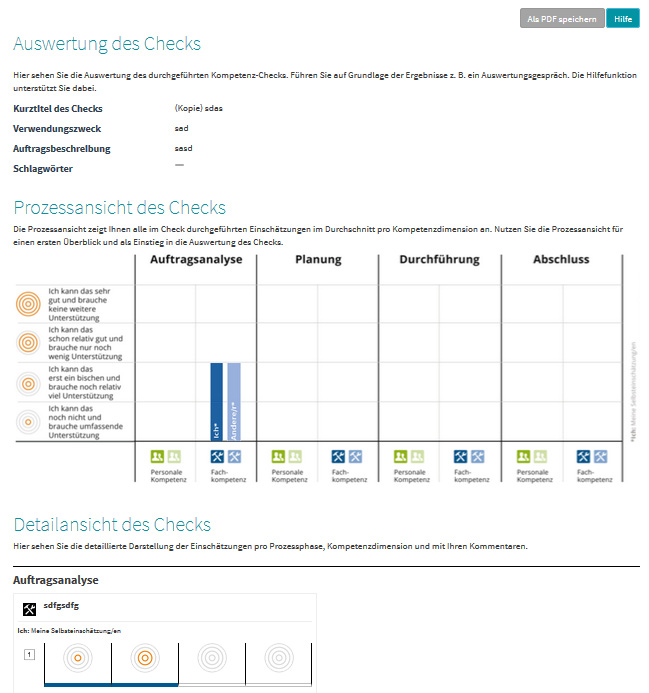 Als PDF speichern Hilfe
Auswertung des Checks
Hier sehen Sie die Auswertung des durchgeführten Kompetenz-Checks. Führen Sie auf Grundlage der Ergebnisse z. B. ein Auswertungsgespräch. Die Hilfefunktion
unterstützt Sie dabei.
Kurztitel des Checks (Kopie) sdas
Verwendungszweck sad
Auftragsbeschreibung sasd
Schlagwörter —
Prozessansicht des Checks
Die Prozessansicht zeigt Ihnen alle im Check durchgeführten Einschätzungen im Durchschnitt pro Kompetenzdimension an. Nutzen Sie die Prozessansicht für
einen ersten Überblick und als Einstieg in die Auswertung des Checks.
Auftragsanalyse Planung Durchführung Abschluss
Ich kann das sehr
gut und brauche
keine weitere
Unterstützung
Ich kann das
schon relativ gut und
brauche nur noch
wenig Unterstützung
Ich kann das
erst ein bischen und
brauche noch relativ
viel Unterstützung
Ich kann das
noch nicht und
brauche umfassende
Unterstützung
Ich*
Andere/r*
*Ich: Meine Selbsteinschätzung/en
Personale Fach- Personale Fach- Personale Fach- Personale Fach-
Kompetenz kompetenz Kompetenz kompetenz Kompetenz kompetenz Kompetenz kompetenz
Detailansicht des Checks
Hier sehen Sie die detaillierte Darstellung der Einschätzungen pro Prozessphase, Kompetenzdimension und mit Ihren Kommentaren.
Auftragsanalyse
sdfgsdfg
Ich: Meine Selbsteinschätzung/en
1